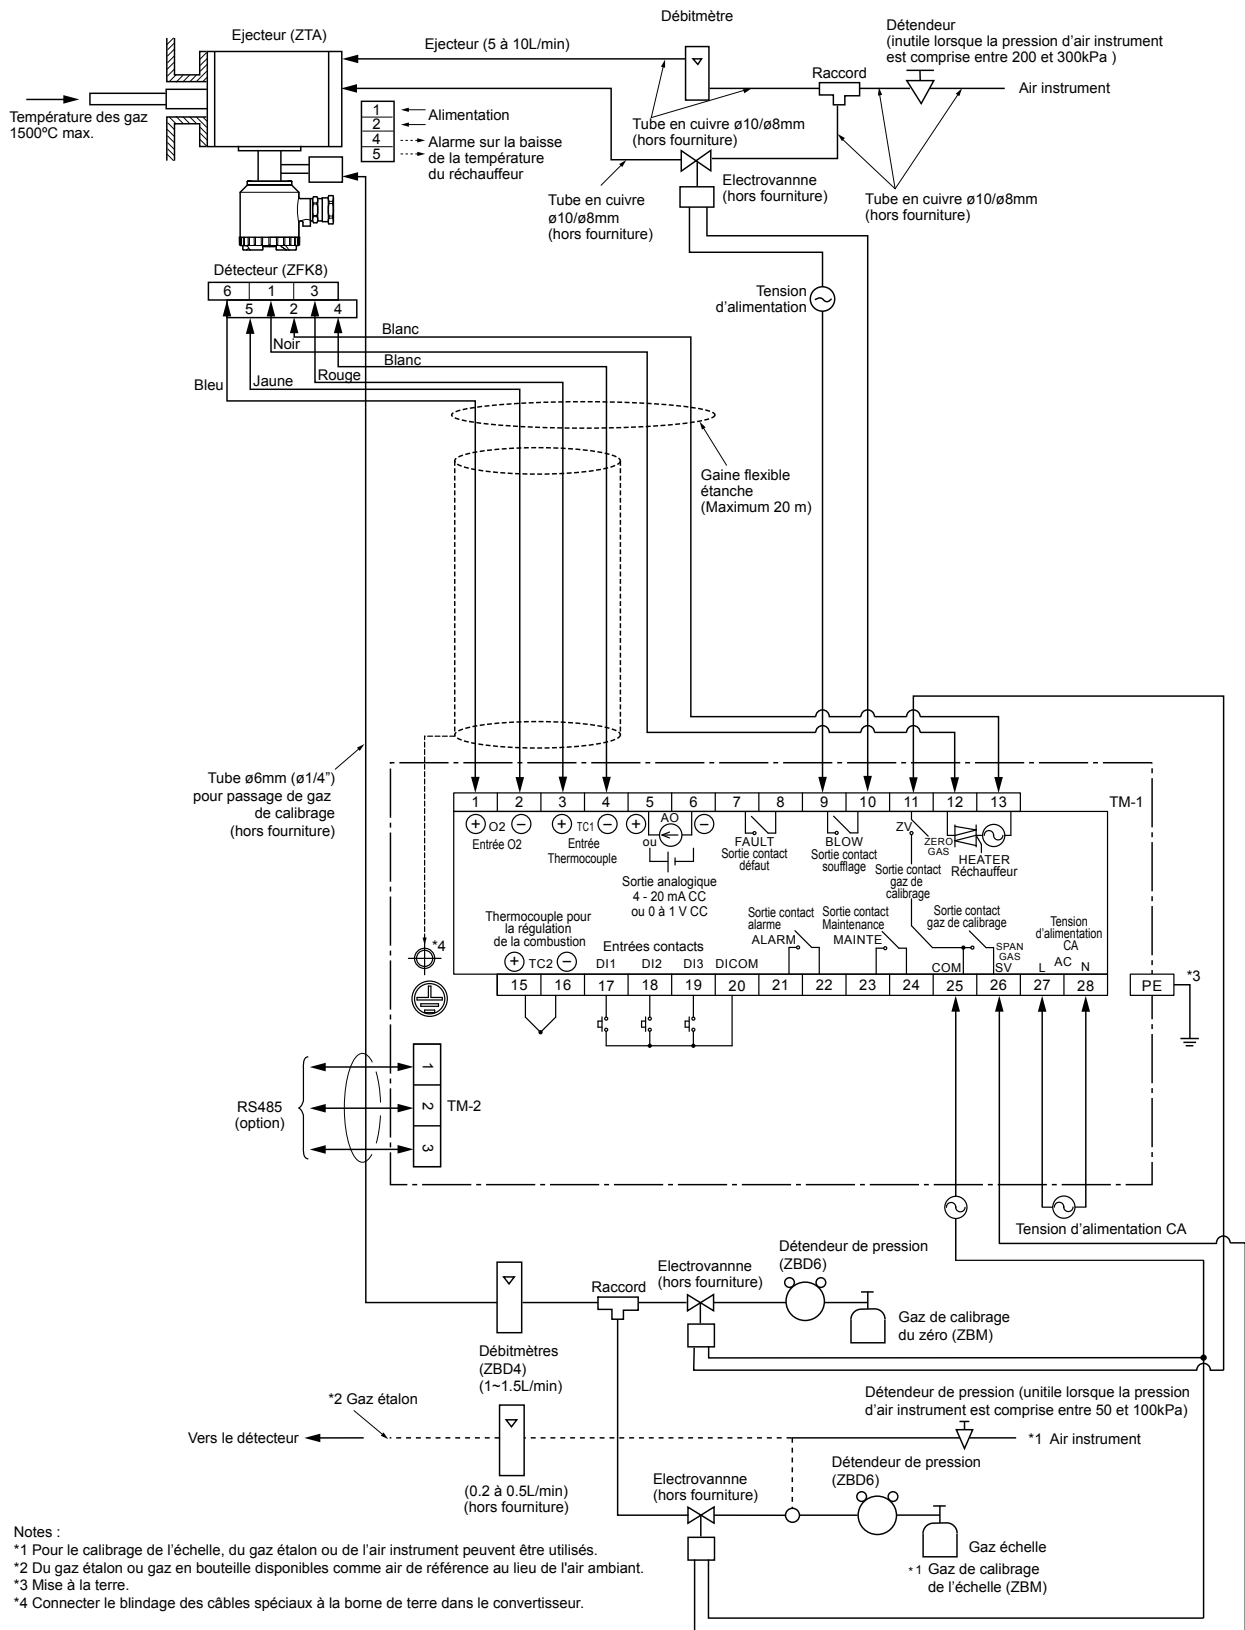 Débitmètre
Ejecteur (ZTA)
Ejecteur (5 à 10L/min)
Détendeur
(inutile lorsque la pression d'air instrument
est comprise entre 200 et 300kPa )
Raccord
Air instrument
Température des gaz
1500ºC max.
1
2
4
5
Alimentation
Alarme sur la baisse
de la température
du réchauffeur
Tube en cuivre ø10/ø8mm
(hors fourniture)
Electrovannne
(hors fourniture)
Tube en cuivre
ø10/ø8mm
(hors fourniture)
Tube en cuivre ø10/ø8mm
(hors fourniture)
Détecteur (ZFK8)
6 1 3
5 2 4
Tension
d'alimentation
Blanc
Noir
Blanc
Rouge
Jaune
Bleu
Gaine flexible
étanche
(Maximum 20 m)
Tube ø6mm (ø1/4")
pour passage de gaz
de calibrage
(hors fourniture)
1 2 3 4 5 6 7 8 9 10 11 12 13
TM-1
O2
Entrée O2
TC1
Entrée
Thermocouple
AO
ou
Sortie analogique
4 - 20 mA CC
ou 0 à 1 V CC
FAULT
Sortie contact
défaut
BLOW
Sortie contact
soufflage
ZV
ZERO
GAS
Sortie contact
gaz de
calibrage
HEATER
Réchauffeur
Thermocouple pour
la régulation
de la combustion
TC2
Entrées contacts
DI1 DI2 DI3 DICOM
Sortie contact
alarme
ALARM
Sortie contact
Maintenance
MAINTE
Sortie contact
gaz de calibrage
COM
SPAN
GAS
SV
Tension
d'alimentation
CA
AC
L N
*4
15 16 17 18 19 20 21 22 23 24 25 26 27 28
PE
*3
1
2
3
TM-2
RS485
(option)
Tension d'alimentation CA
Détendeur de pression
(ZBD6)
Electrovannne
(hors fourniture)
Raccord
Gaz de calibrage
du zéro (ZBM)
Débitmètres
(ZBD4)
(1~1.5L/min)
*2 Gaz étalon
Détendeur de pression (unitile lorsque la pression
d'air instrument est comprise entre 50 et 100kPa)
Vers le détecteur
*1 Air instrument
(0.2 à 0.5L/min)
(hors fourniture)
Electrovannne
(hors fourniture)
Détendeur de pression
(ZBD6)
Gaz échelle
*1 Gaz de calibrage
de l'échelle (ZBM)
Notes :
*1 Pour le calibrage de l'échelle, du gaz étalon ou de l'air instrument peuvent être utilisés.
*2 Du gaz étalon ou gaz en bouteille disponibles comme air de référence au lieu de l'air ambiant.
*3 Mise à la terre.
*4 Connecter le blindage des câbles spéciaux à la borne de terre dans le convertisseur.